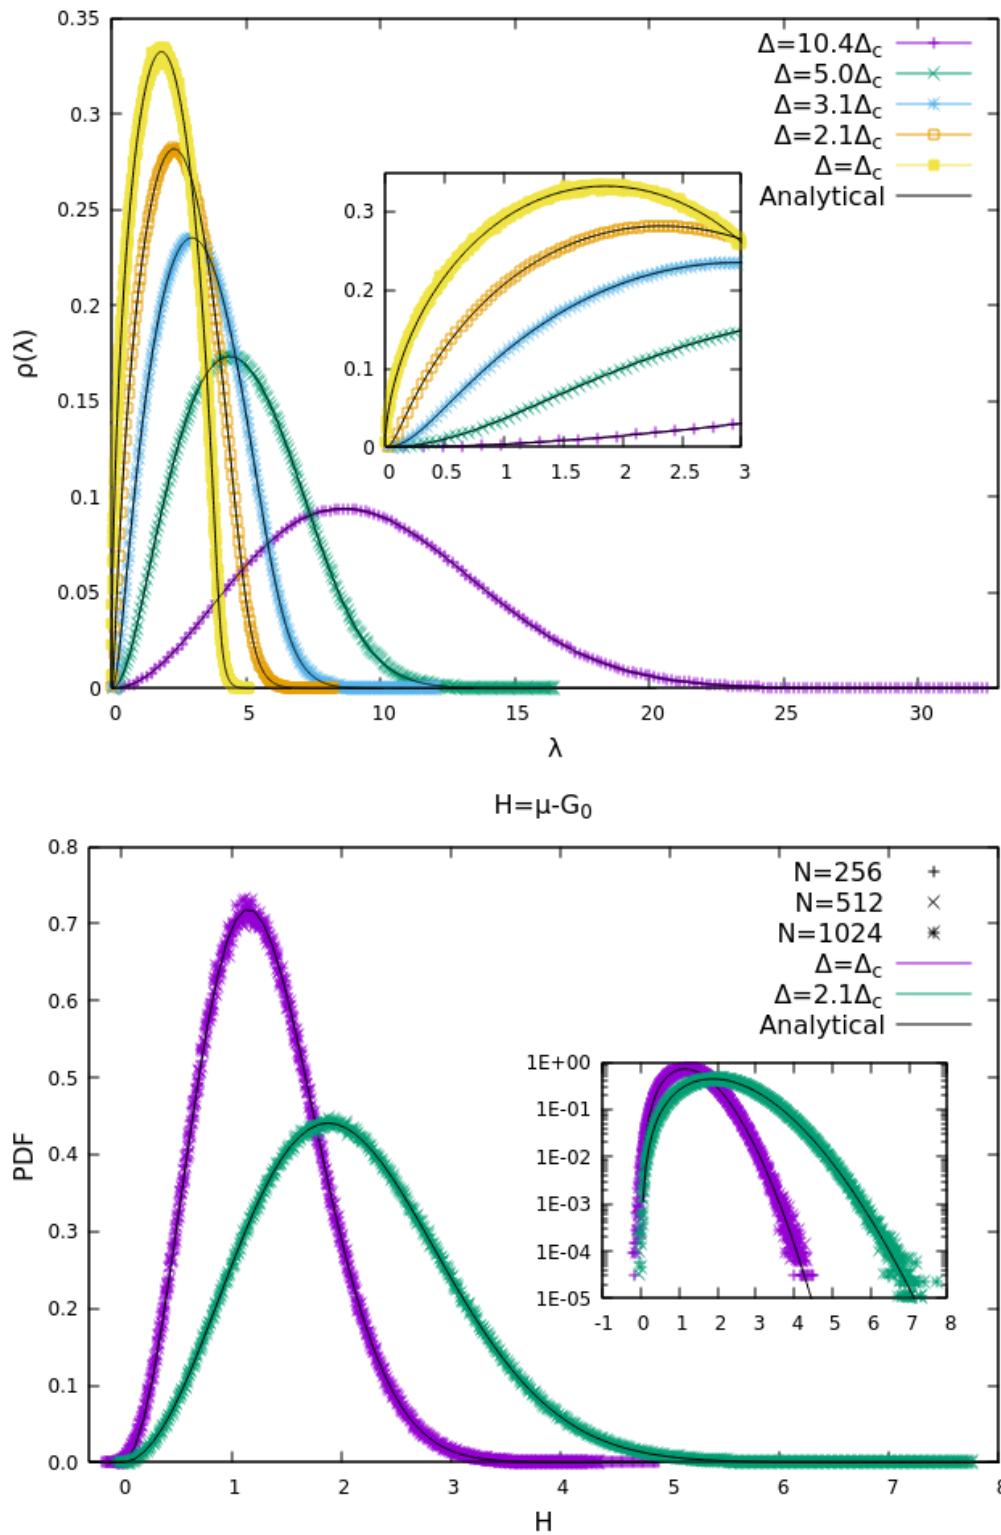 0.35
0.3
0.25
0.2
0.15
0.1
0.05
0
ρ(λ)
Δ=10.4Δc
Δ=5.0Δc
Δ=3.1Δc
Δ=2.1Δc
Δ=Δc
Analytical
0.3
0.2
0.1
0
0 0.5 1 1.5 2 2.5 3
0 5 10 15 20 25 30
λ
H=μ-G0
0.8
0.7
0.6
0.5
0.4
0.3
0.2
0.1
0.0
PDF
N=256
N=512
N=1024
Δ=Δc
Δ=2.1Δc
Analytical
1E+00
1E-01
1E-02
1E-03
1E-04
1E-05
-1 0 1 2 3 4 5 6 7 8
0 1 2 3 4 5 6 7 8
H